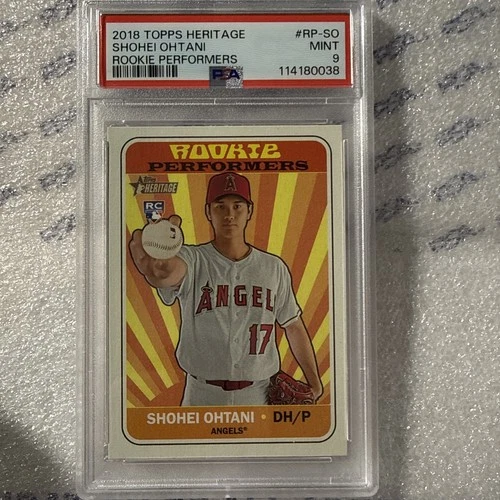 2018 TOPPS HERITAGE #RP-SO
SHOHEI OHTANI MINT
ROOKIE PERFORMERS 9
PSA 114180038
ROOKIE
PERFORMERS
Topps
HERITAGE
RC
ANGELS
17
SHOHEI OHTANI • DH/P
ANGELS®